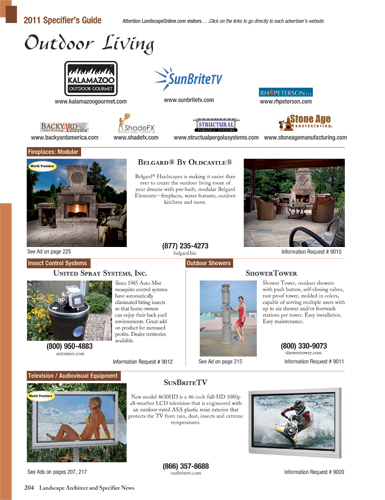 2011 Specifier's Guide
Attention LandscapeOnline.com visitors . . .Click on the links to go directly to each advertiser's website.
Outdoor Living
KALAMAZOO
OUTDOOR GOURMET
www.kalamazoogourmet.com
SunBriteTV
www.sunbritetv.com
RHPETERSON CO.
www.rhpeterson.com
BACKYARD
AMERICA
www.backyardamerica.com
ShadeFX
www.shadefx.com
STRUCTURAL
www.structualpergolasystems.com
Stone Age
Manufacturing, Inc.
www.stoneagemanufacturing.com
Fireplaces: Modular
World Premiere
BELGARD® BY OLDCASTLE®
Belgard® Hardscapes is making it easier than
ever to create the outdoor living room of
your dreams with pre-built, modular Belgard
Elements—fireplaces, water features, outdoor
kitchens and more.
(877) 235-4273
belgard.biz
See Ad on page 225
Information Request # 9010
Insect Control Systems
UNITED SPRAY SYSTEMS, INC.
Since 1985 Auto Mist
mosquito control systems
have automatically
eliminated biting insects
so that home owners
can enjoy their back yard
environments. Great add
on product for increased
profits. Dealer territories
available.
(800) 950-4883
automist.com
Information Request # 9012
Outdoor Showers
SHOWERTOWER
Shower Tower, outdoor showers
with push button, self-closing valves,
rust proof tower, molded in colors,
capable of serving multiple users with
up to six shower and/or footwash
stations per tower. Easy installation.
Easy maintenance.
(800) 330-9073
showertower.com
See Ad on page 215
Information Request # 9011
Television / Audiovisual Equipment
World Premiere
SUNBRITETV
New model 4630HD is a 46-inch full-HD 1080p
all-weather LCD television that is engineered with
an outdoor-rated ASA plastic resin exterior that
protects the TV from rain, dust, insects and extreme
temperatures.
(866) 357-8688
sunbritetv.com
See Ads on pages 207, 217
Information Request # 9009
204 Landscape Architect and Specifier News